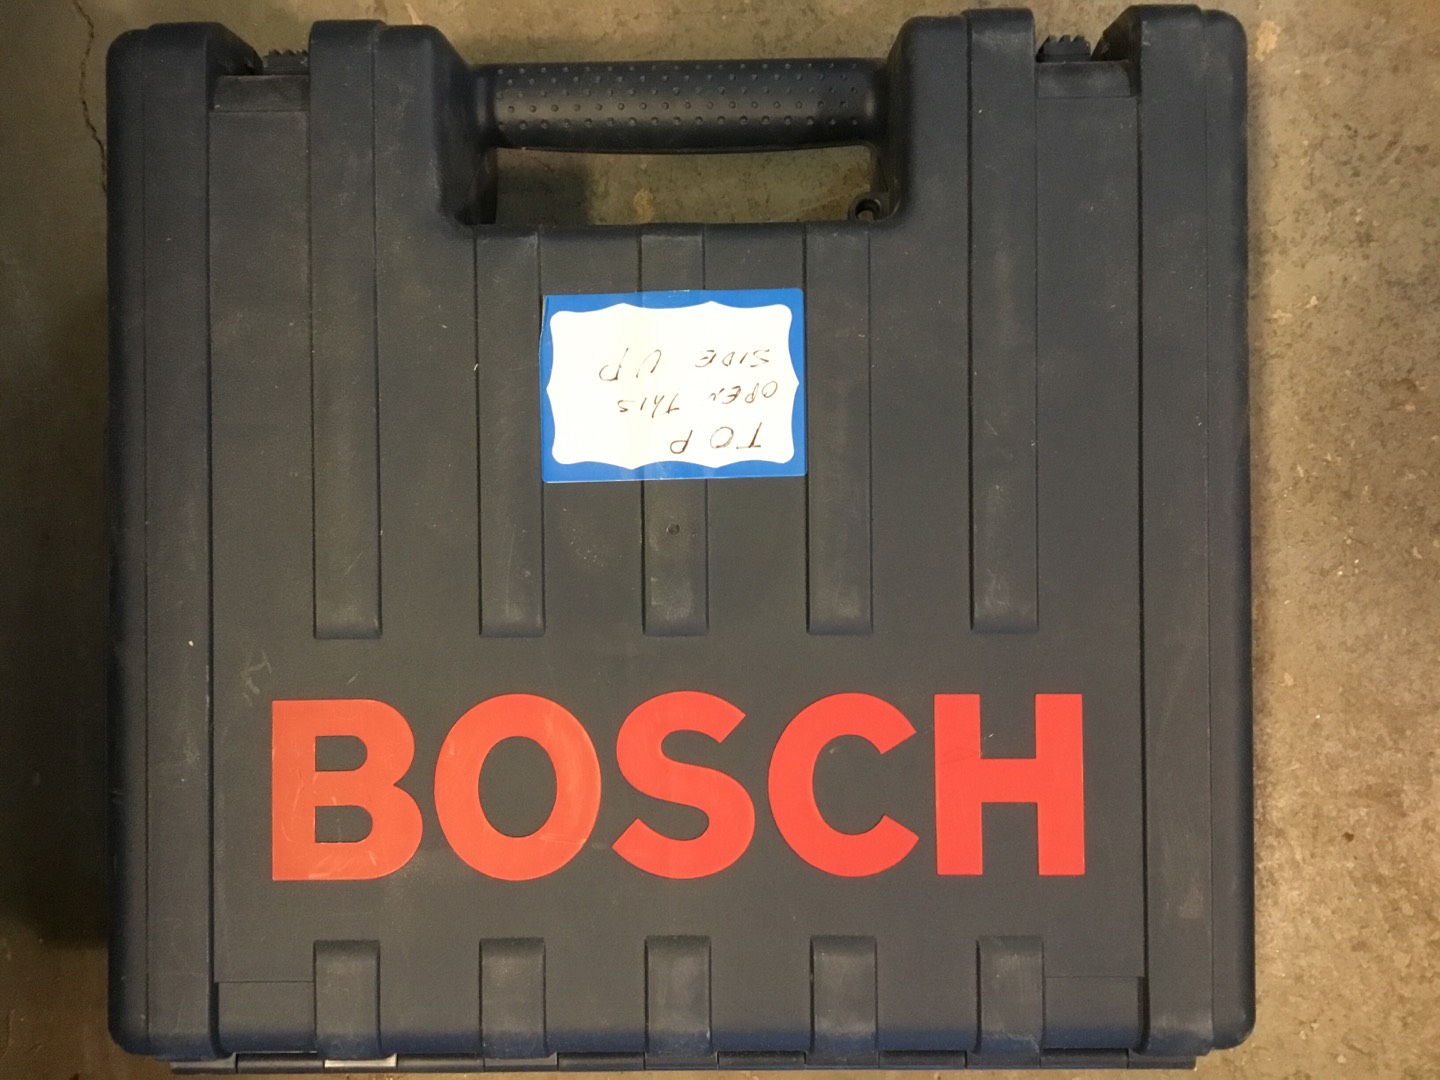 TOP
OPEN THIS
SIDE UP
BOSCH